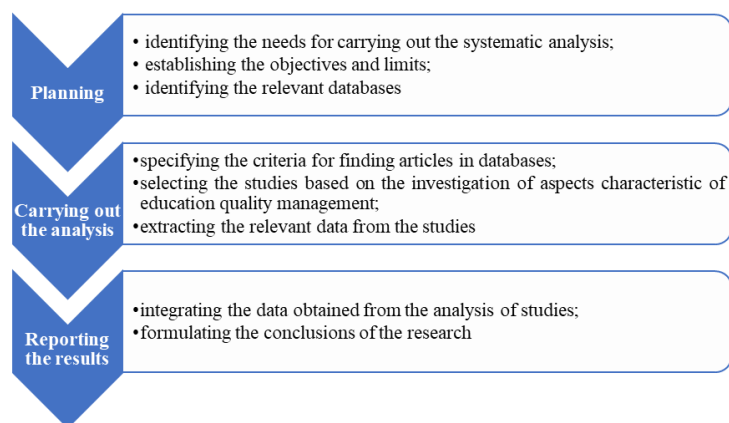 Planning
• identifying the needs for carrying out the systematic analysis;
• establishing the objectives and limits;
• identifying the relevant databases
Carrying out
the analysis
•specifying the criteria for finding articles in databases;
•selecting the studies based on the investigation of aspects characteristic of
education quality management;
•extracting the relevant data from the studies
Reporting
the results
•integrating the data obtained from the analysis of studies;
•formulating the conclusions of the research